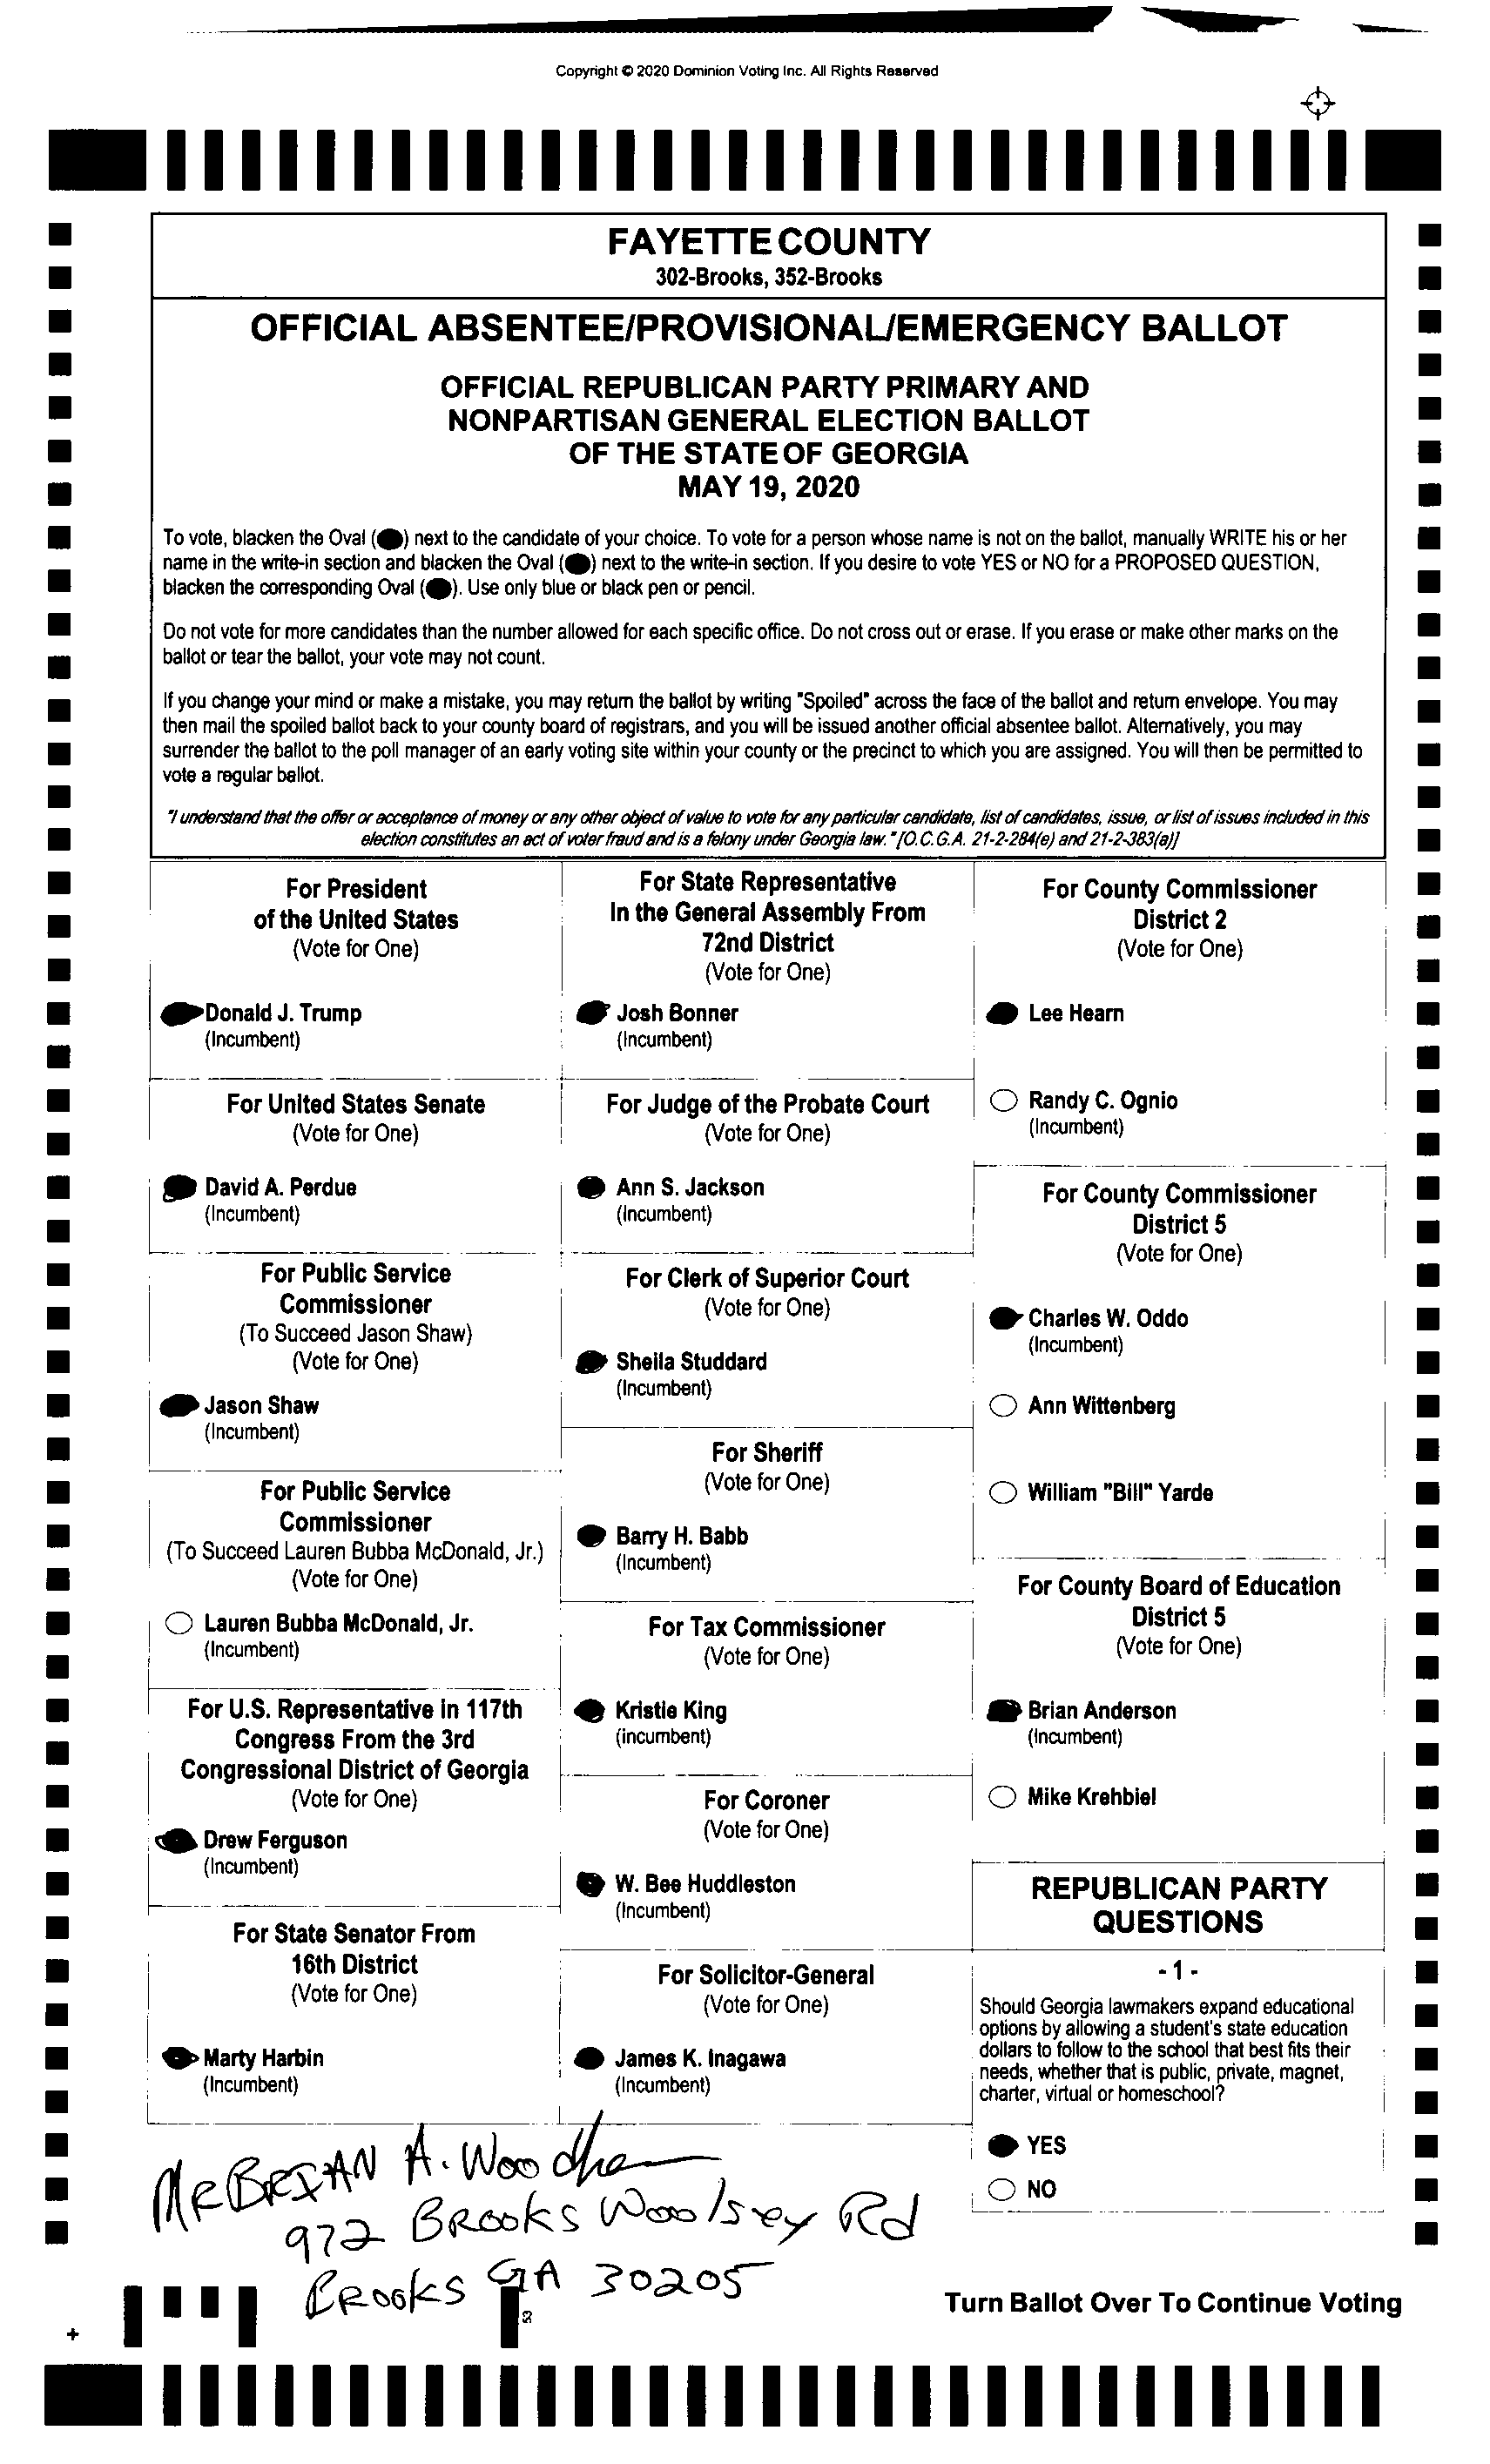 Copyright © 2020 Dominion Voting Inc. All Rights Reserved
FAYETTE COUNTY
302-Brooks, 352-Brooks
OFFICIAL ABSENTEE/PROVISIONAL/EMERGENCY BALLOT
OFFICIAL REPUBLICAN PARTY PRIMARY AND
NONPARTISAN GENERAL ELECTION BALLOT
OF THE STATE OF GEORGIA
MAY 19, 2020
To vote, blacken the Oval ( ) next to the candidate of your choice. To vote for a person whose name is not on the ballot, manually WRITE his or her
name in the write-in section and blacken the Oval ( ) next to the write-in section. If you desire to vote YES or NO for a PROPOSED QUESTION,
blacken the corresponding Oval ( ). Use only blue or black pen or pencil.
Do not vote for more candidates than the number allowed for each specific office. Do not cross out or erase. If you erase or make other marks on the
ballot or tear the ballot, your vote may not count.
If you change your mind or make a mistake, you may return the ballot by writing "Spoiled" across the face of the ballot and return envelope. You may
then mail the spoiled ballot back to your county board of registrars, and you will be issued another official absentee ballot. Alternatively, you may
surrender the ballot to the poll manager of an early voting site within your county or the precinct to which you are assigned. You will then be permitted to
vote a regular ballot.
"I understand that the offer or acceptance of money or any other object of value to vote for any particular candidate, list of candidates, issue, or list of issues included in this
election constitutes an act of voter fraud and is a felony under Georgia law." [O.C.G.A. 21-2-284(e) and 21-2-383(a)]
For President
of the United States
(Vote for One)
Donald J. Trump
(Incumbent)
For United States Senate
(Vote for One)
David A. Perdue
(Incumbent)
For Public Service
Commissioner
(To Succeed Jason Shaw)
(Vote for One)
Jason Shaw
(Incumbent)
For Public Service
Commissioner
(To Succeed Lauren Bubba McDonald, Jr.)
(Vote for One)
Lauren Bubba McDonald, Jr.
(Incumbent)
For U.S. Representative in 117th
Congress From the 3rd
Congressional District of Georgia
(Vote for One)
Drew Ferguson
(Incumbent)
For State Senator From
16th District
(Vote for One)
Marty Harbin
(Incumbent)
For State Representative
In the General Assembly From
72nd District
(Vote for One)
Josh Bonner
(Incumbent)
For Judge of the Probate Court
(Vote for One)
Ann S. Jackson
(Incumbent)
For Clerk of Superior Court
(Vote for One)
Sheila Studdard
(Incumbent)
For Sheriff
(Vote for One)
Barry H. Babb
(Incumbent)
For Tax Commissioner
(Vote for One)
Kristie King
(incumbent)
For Coroner
(Vote for One)
W. Bee Huddleston
(Incumbent)
For Solicitor-General
(Vote for One)
James K. Inagawa
(Incumbent)
For County Commissioner
District 2
(Vote for One)
Lee Hearn
Randy C. Ognio
(Incumbent)
For County Commissioner
District 5
(Vote for One)
Charles W. Oddo
(Incumbent)
Ann Wittenberg
William "Bill" Yarde
For County Board of Education
District 5
(Vote for One)
Brian Anderson
(Incumbent)
Mike Krehbiel
REPUBLICAN PARTY
QUESTIONS
- 1 -
Should Georgia lawmakers expand educational
options by allowing a student's state education
dollars to follow to the school that best fits their
needs, whether that is public, private, magnet,
charter, virtual or homeschool?
YES
NO
MR BRIAN A. Woodham
972 BROOKS Woolsey Rd
BROOKS GA 30205
Turn Ballot Over To Continue Voting